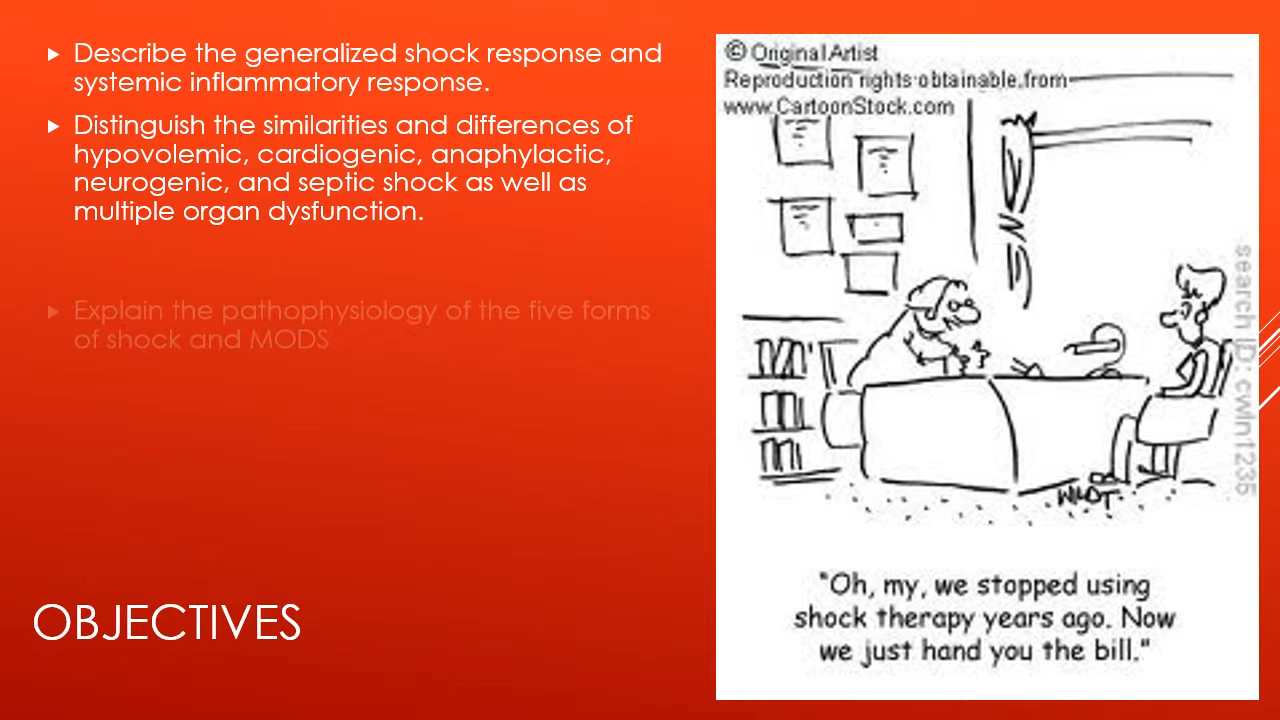 Describe the generalized shock response and
systemic inflammatory response.
Distinguish the similarities and differences of
hypovolemic, cardiogenic, anaphylactic,
neurogenic, and septic shock as well as
multiple organ dysfunction.
Explain the pathophysiology of the five forms
of shock and MODS
OBJECTIVES
© Original Artist
Reproduction rights obtainable from
www.CartoonStock.com
search ID: cwln1235
"Oh, my, we stopped using
shock therapy years ago. Now
we just hand you the bill."